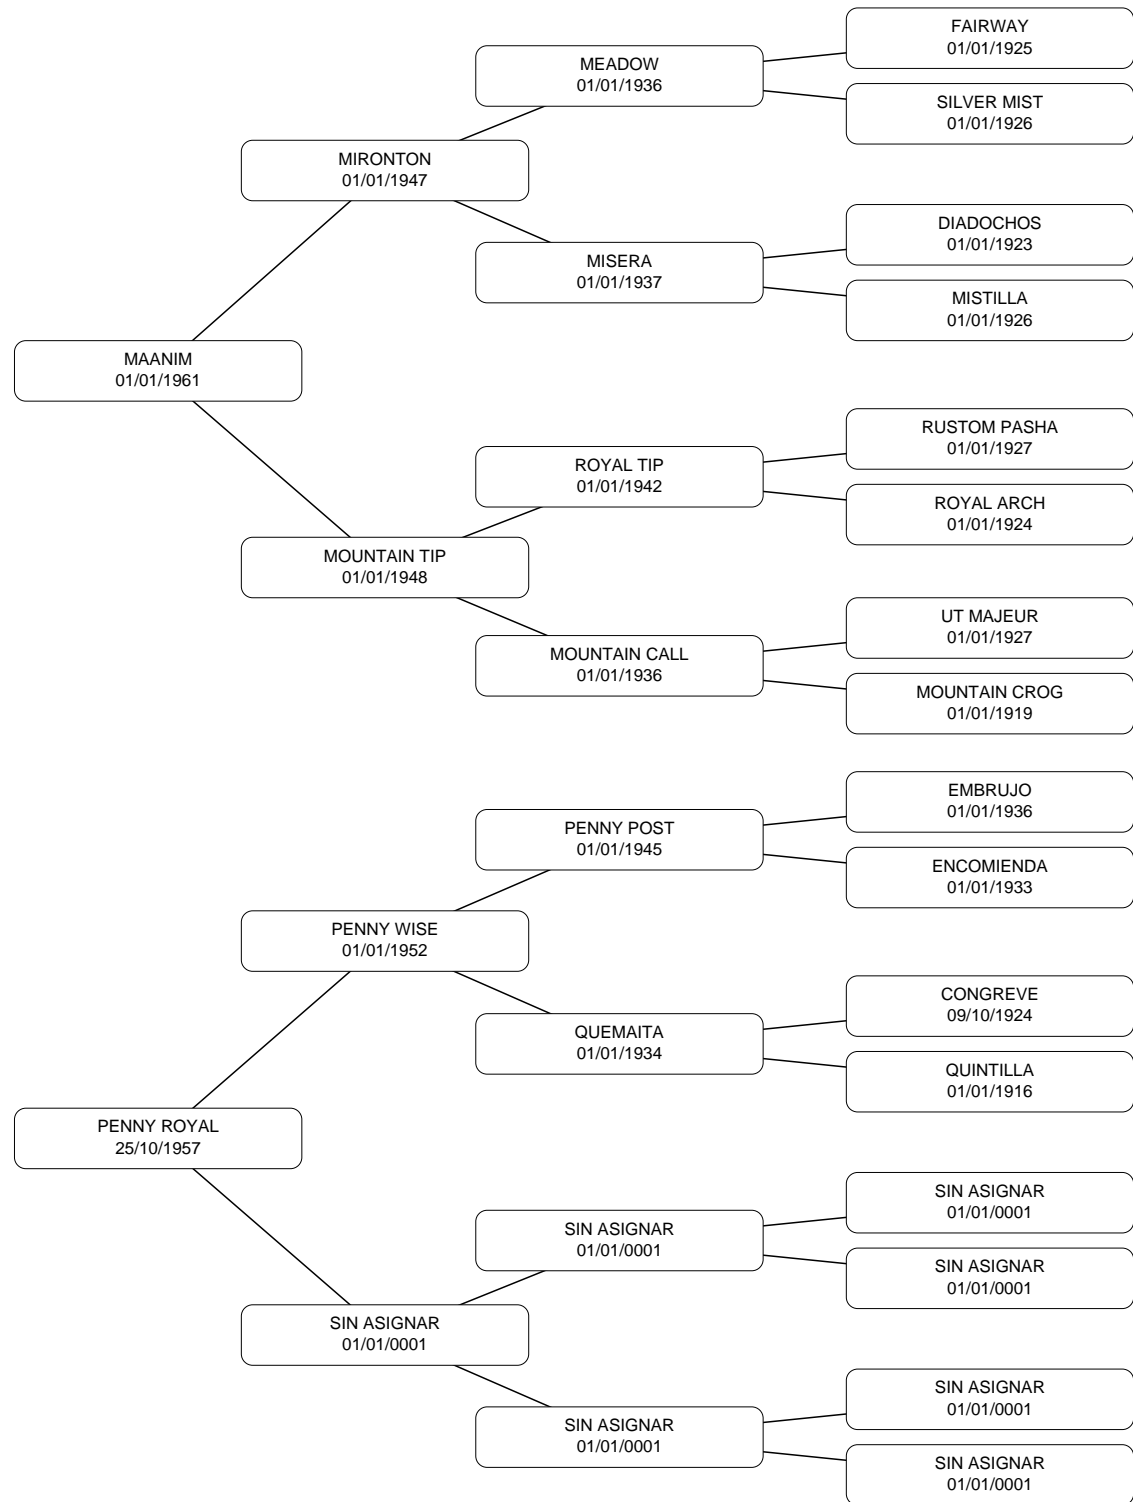 FAIRWAY
01/01/1925
MEADOW
01/01/1936
SILVER MIST
01/01/1926
MIRONTON
01/01/1947
DIADOCHOS
01/01/1923
MISERA
01/01/1937
MISTILLA
01/01/1926
MAANIM
01/01/1961
RUSTOM PASHA
01/01/1927
ROYAL TIP
01/01/1942
ROYAL ARCH
01/01/1924
MOUNTAIN TIP
01/01/1948
UT MAJEUR
01/01/1927
MOUNTAIN CALL
01/01/1936
MOUNTAIN CROG
01/01/1919
EMBRUJO
01/01/1936
PENNY POST
01/01/1945
ENCOMIENDA
01/01/1933
PENNY WISE
01/01/1952
CONGREVE
09/10/1924
QUEMAITA
01/01/1934
QUINTILLA
01/01/1916
PENNY ROYAL
25/10/1957
SIN ASIGNAR
01/01/0001
SIN ASIGNAR
01/01/0001
SIN ASIGNAR
01/01/0001
SIN ASIGNAR
01/01/0001
SIN ASIGNAR
01/01/0001
SIN ASIGNAR
01/01/0001
SIN ASIGNAR
01/01/0001